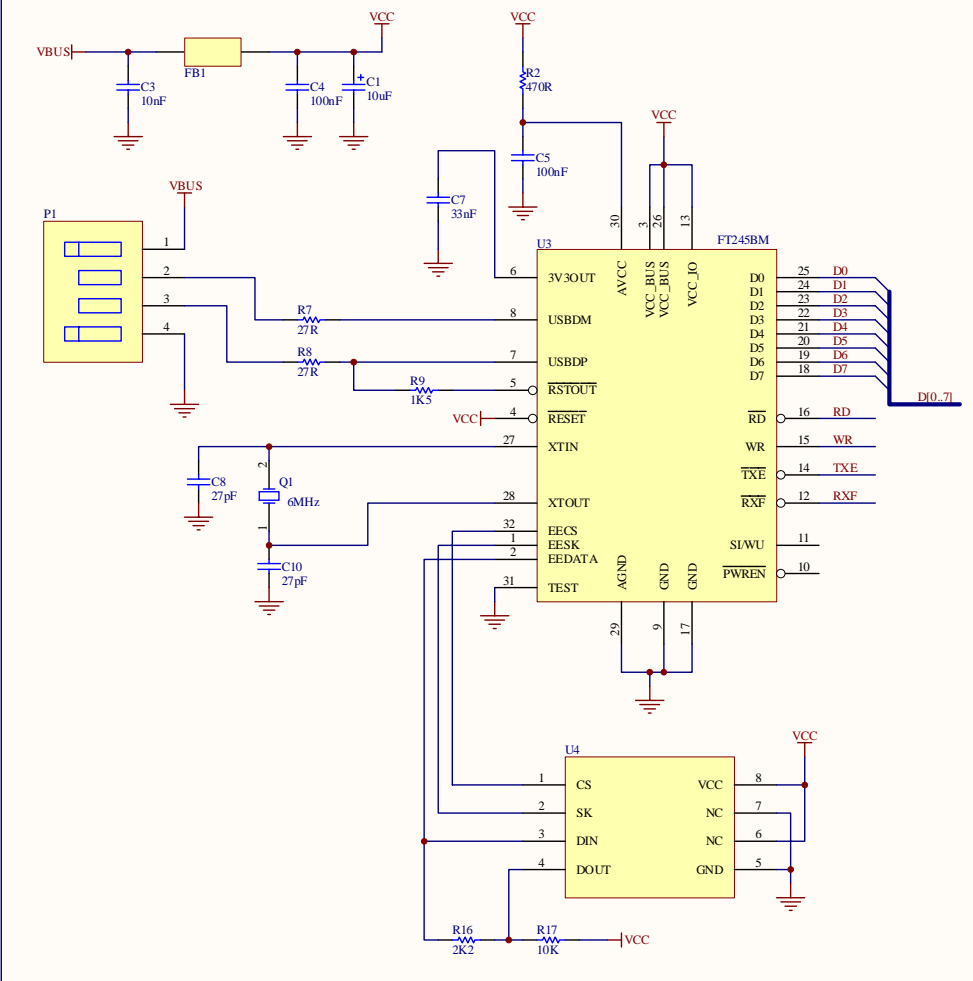 VCC
VCC
VBUS
FB1
C3
10nF
C4
100nF
C1
+
10uF
R2
470R
VCC
C5
100nF
C7
33nF
VBUS
P1
1
2
3
4
R7
27R
R8
27R
R9
1K5
VCC
C8
27pF
2
Q1
6MHz
1
C10
27pF
U3
FT245BM
30
3
26
13
AVCC
VCC_BUS
VCC_BUS
VCC_IO
6 3V3OUT
8 USBDM
7 USBDP
5 RSTOUT
4 RESET
27 XTIN
28 XTOUT
32 EECS
1 EESK
2 EEDATA
31 TEST
D0 25 D0
D1 24 D1
D2 23 D2
D3 22 D3
D4 21 D4
D5 20 D5
D6 19 D6
D7 18 D7
D[0..7]
RD 16 RD
WR 15 WR
TXE 14 TXE
RXF 12 RXF
SI/WU 11
PWREN 10
AGND
GND
GND
29
9
17
VCC
U4
1 CS
2 SK
3 DIN
4 DOUT
VCC 8
NC 7
NC 6
GND 5
R16
2K2
R17
10K
VCC